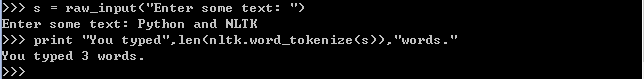 >>> s = raw_input("Enter some text: ")
Enter some text: Python and NLTK
>>> print "You typed",len(nltk.word_tokenize(s)),"words."
You typed 3 words.
>>>